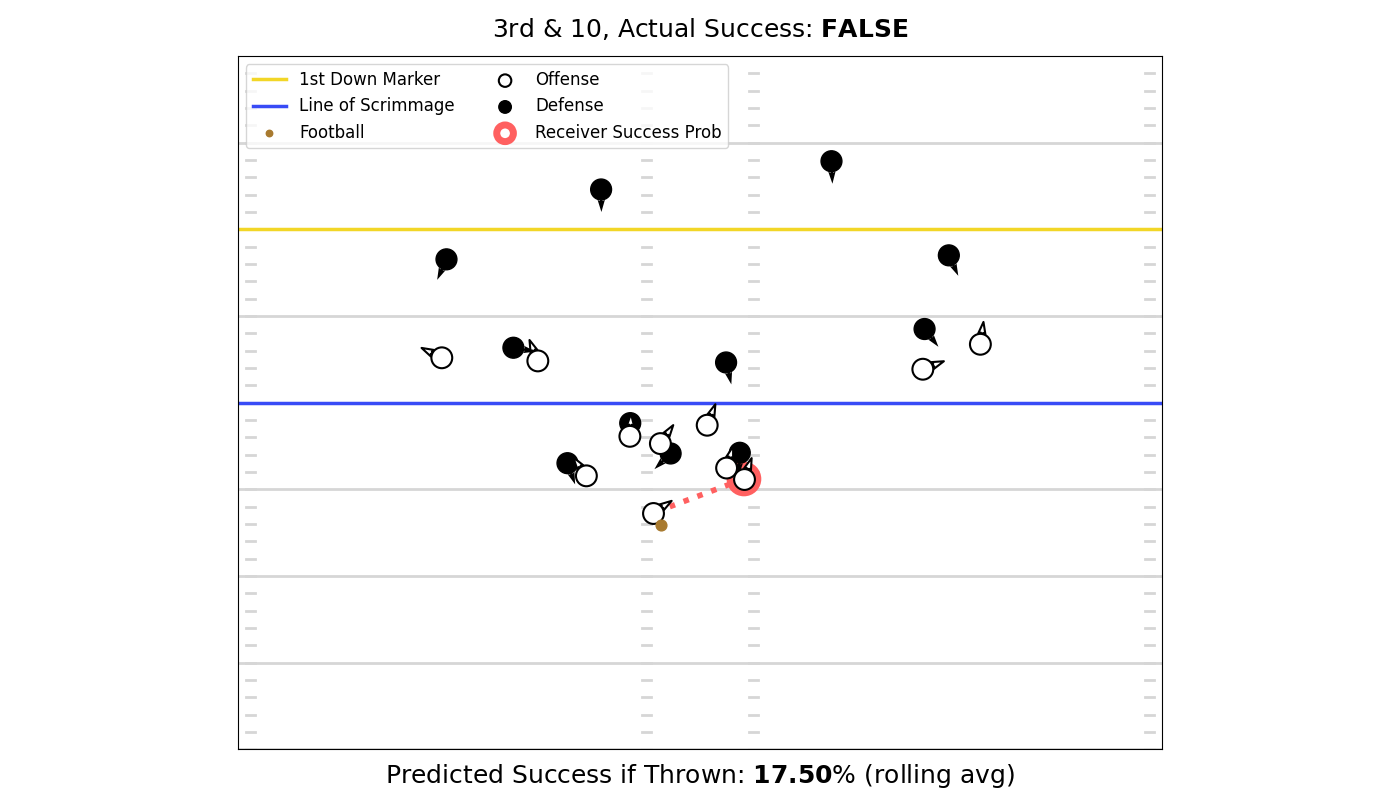 3rd & 10, Actual Success: FALSE
1st Down Marker
Line of Scrimmage
Football
Offense
Defense
Receiver Success Prob
Predicted Success if Thrown: 17.50% (rolling avg)